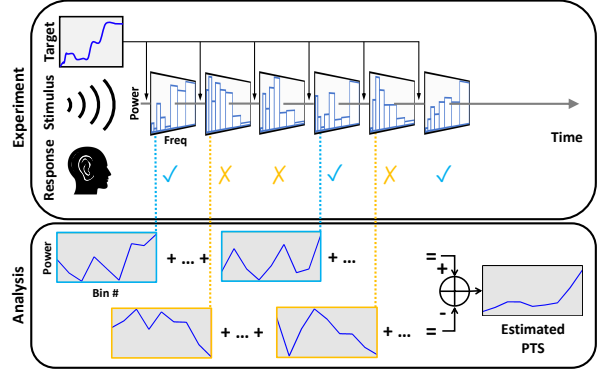 Experiment
Target
Stimulus
Response
Power
Freq
Time
✓ X X ✓ X ✓
Analysis
Power
Bin #
+ ... +
+ ...
=
+
-
+ ... +
+ ...
=
Estimated
PTS